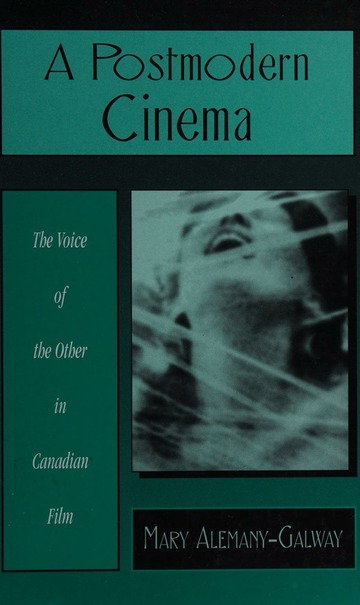 A Postmodern
Cinema
The Voice
of
the Other
in
Canadian
Film
Mary Alemany-Galway